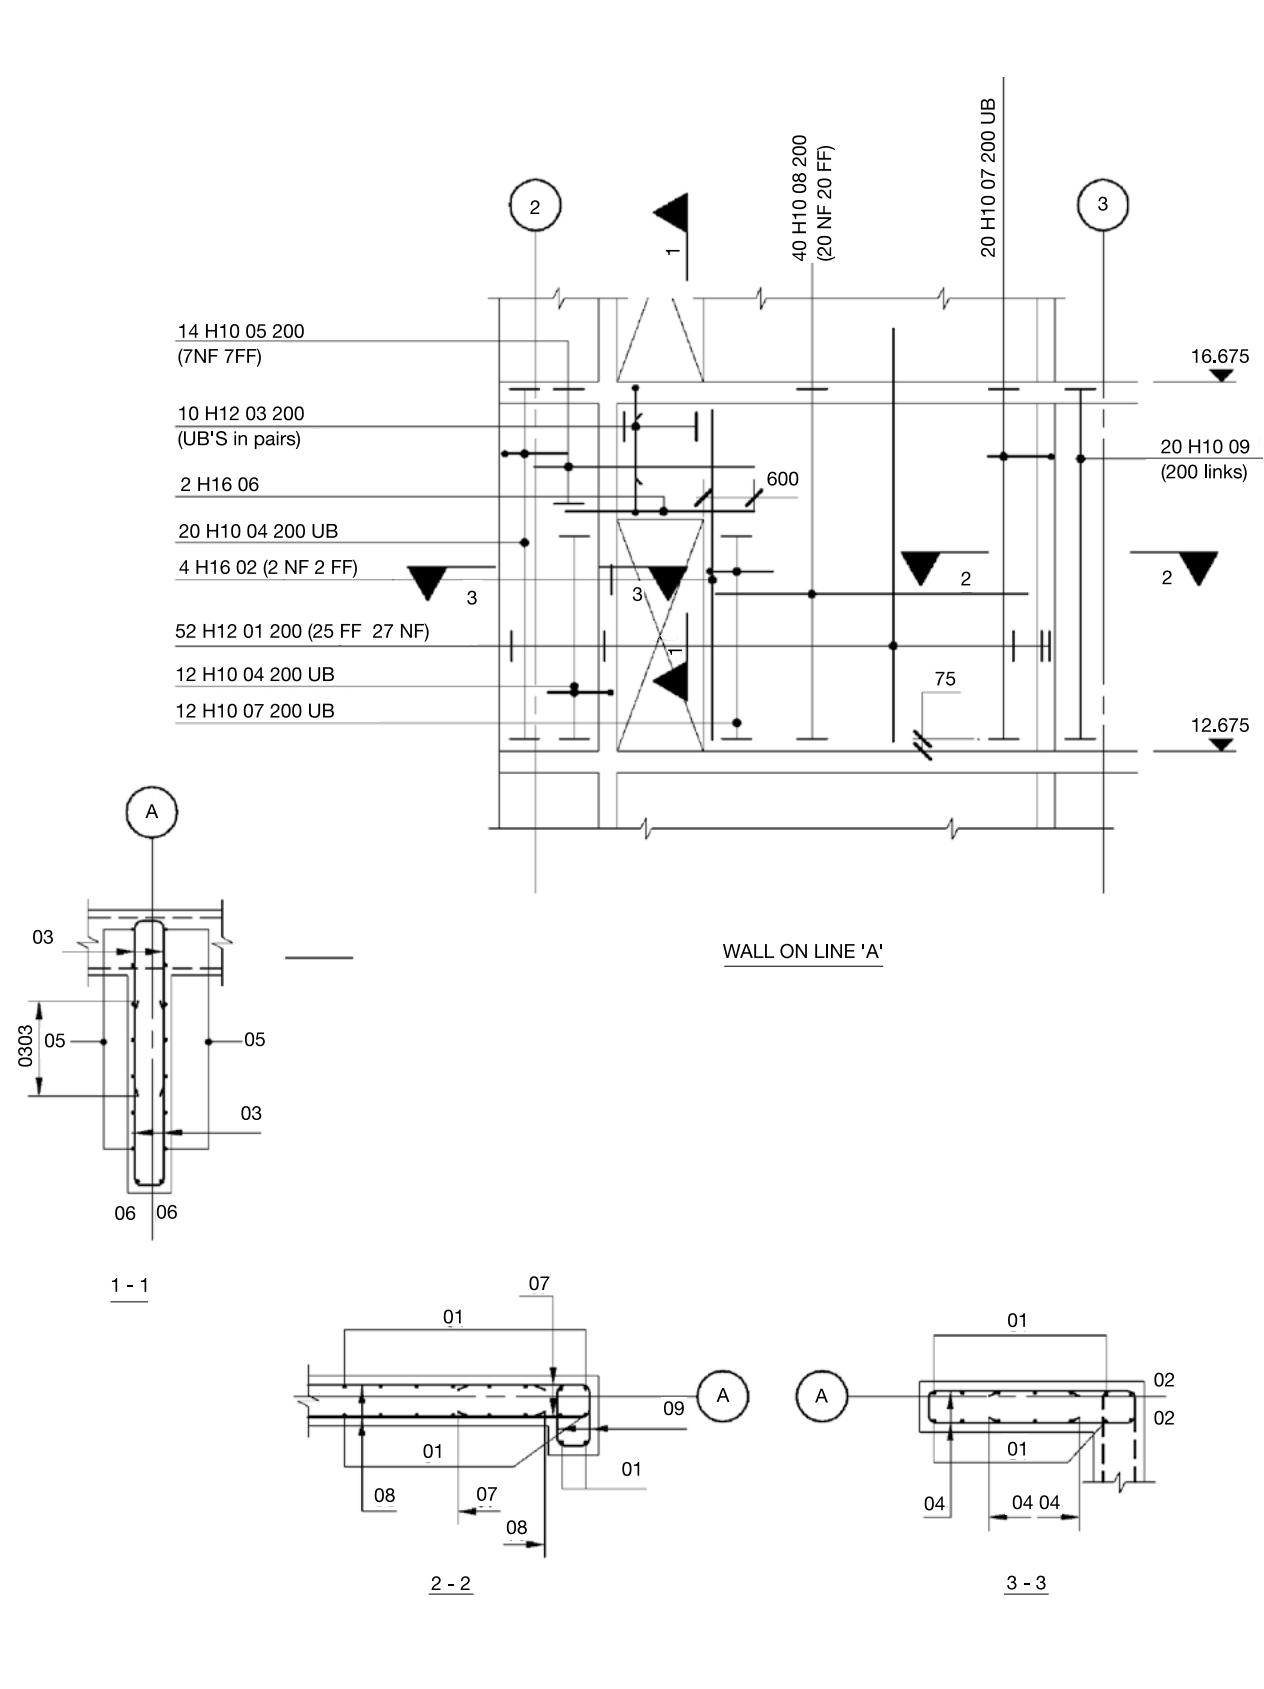 40 H10 08 200
(20 NF 20 FF)
20 H10 07 200 UB
2
3
1
14 H10 05 200
(7NF 7FF)
16.675
10 H12 03 200
(UB'S in pairs)
20 H10 09
(200 links)
2 H16 06
600
20 H10 04 200 UB
4 H16 02 (2 NF 2 FF)
3
3
2
2
52 H12 01 200 (25 FF 27 NF)
1
12 H10 04 200 UB
75
12 H10 07 200 UB
12.675
A
WALL ON LINE 'A'
03
0303
05
05
03
06
06
1 - 1
07
01
A
09
01
01
08
07
08
2 - 2
01
A
02
02
01
04
04 04
3 - 3